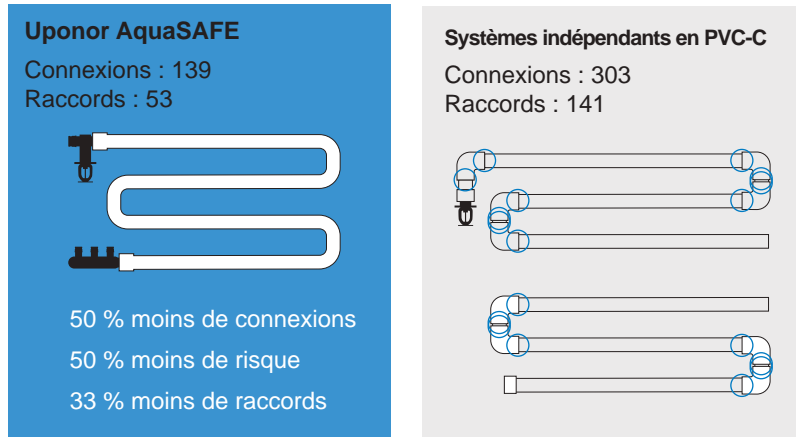 Uponor AquaSAFE
Connexions : 139
Raccords : 53
50 % moins de connexions
50 % moins de risque
33 % moins de raccords
Systèmes indépendants en PVC-C
Connexions : 303
Raccords : 141